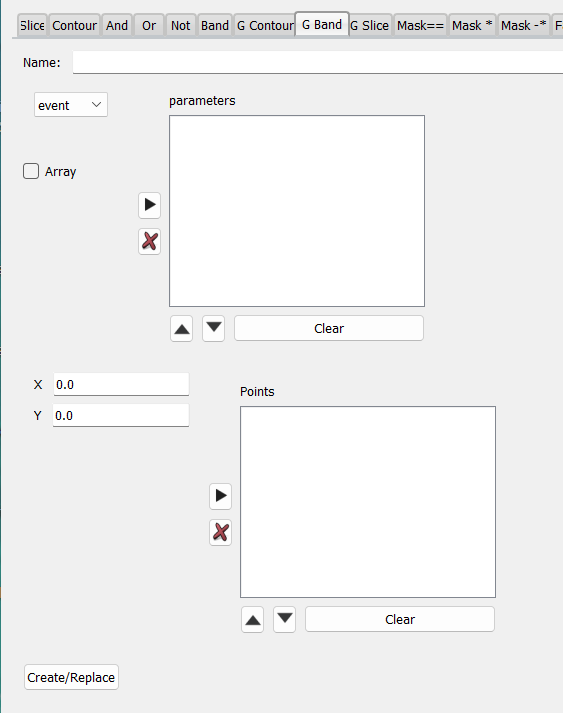 Slice Contour And Or Not Band G Contour G Band G Slice Mask== Mask * Mask -*
Name:
event
parameters
Array
Clear
X 0.0
Points
Y 0.0
Clear
Create/Replace